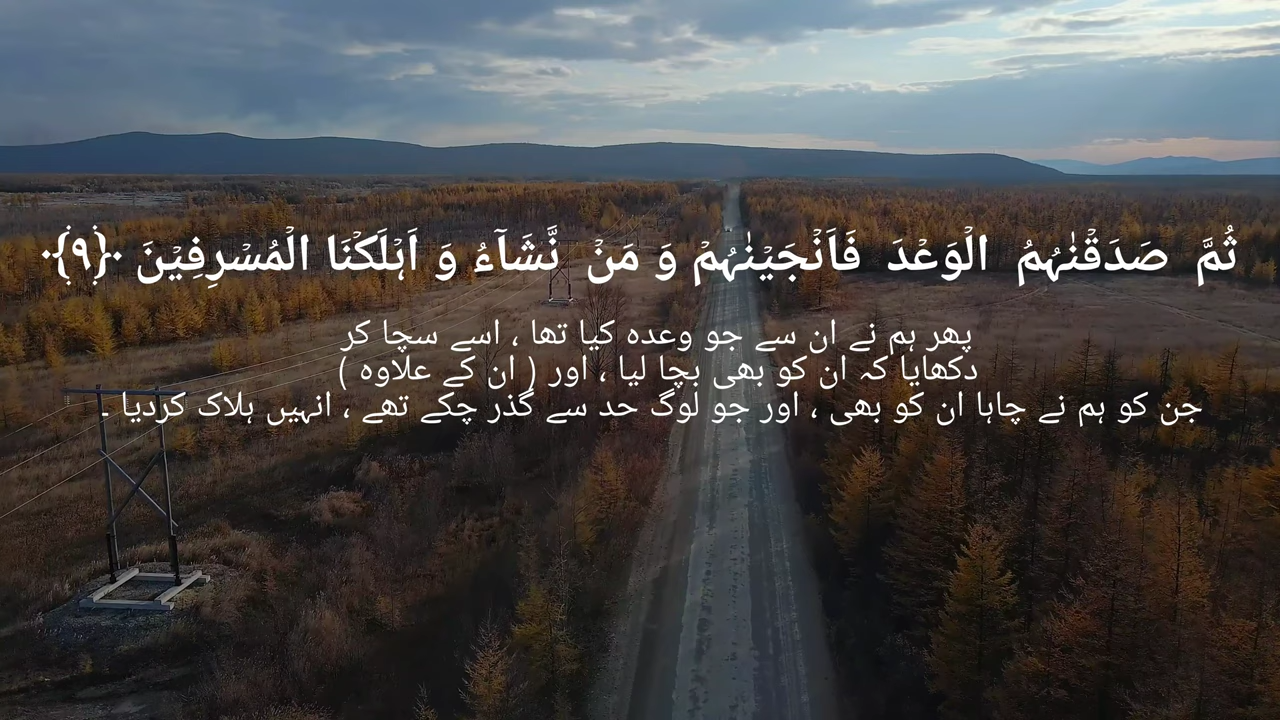 ثُمَّ صَدَقۡنٰہُمُ الۡوَعۡدَ فَاَنۡجَیۡنٰہُمۡ وَ مَنۡ نَّشَآءُ وَ اَہۡلَکۡنَا الۡمُسۡرِفِیۡنَ ﴿۹﴾
پھر ہم نے ان سے جو وعدہ کیا تھا ، اسے سچا کر
دکھایا کہ ان کو بھی بچا لیا ، اور ( ان کے علاوہ )
جن کو ہم نے چاہا ان کو بھی ، اور جو لوگ حد سے گذر چکے تھے ، انہیں ہلاک کردیا ۔